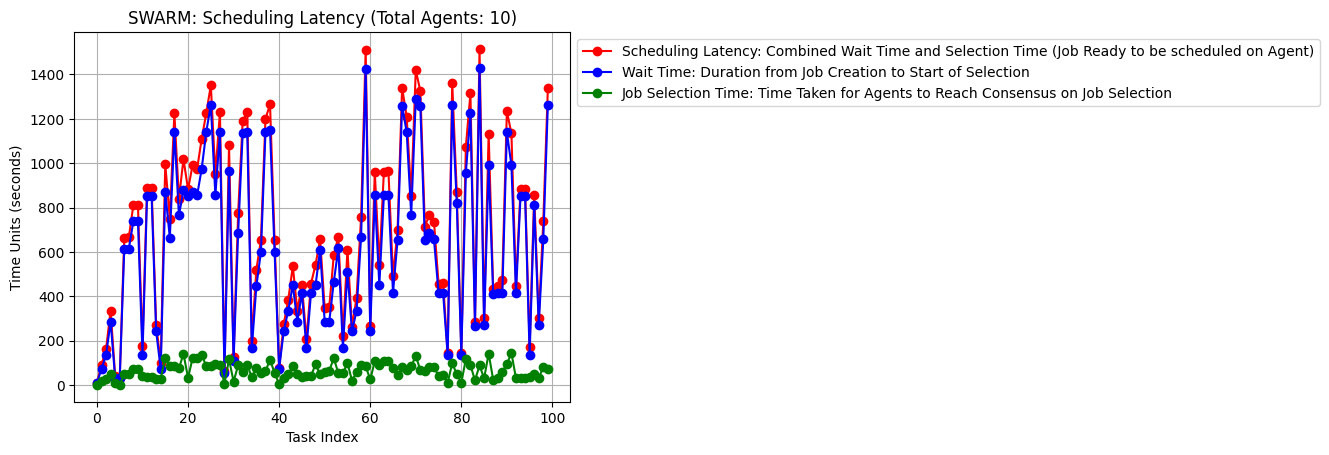 SWARM: Scheduling Latency (Total Agents: 10)
Scheduling Latency: Combined Wait Time and Selection Time (Job Ready to be scheduled on Agent)
Wait Time: Duration from Job Creation to Start of Selection
Job Selection Time: Time Taken for Agents to Reach Consensus on Job Selection
Time Units (seconds)
1400
1200
1000
800
600
400
200
0
0 20 40 60 80 100
Task Index